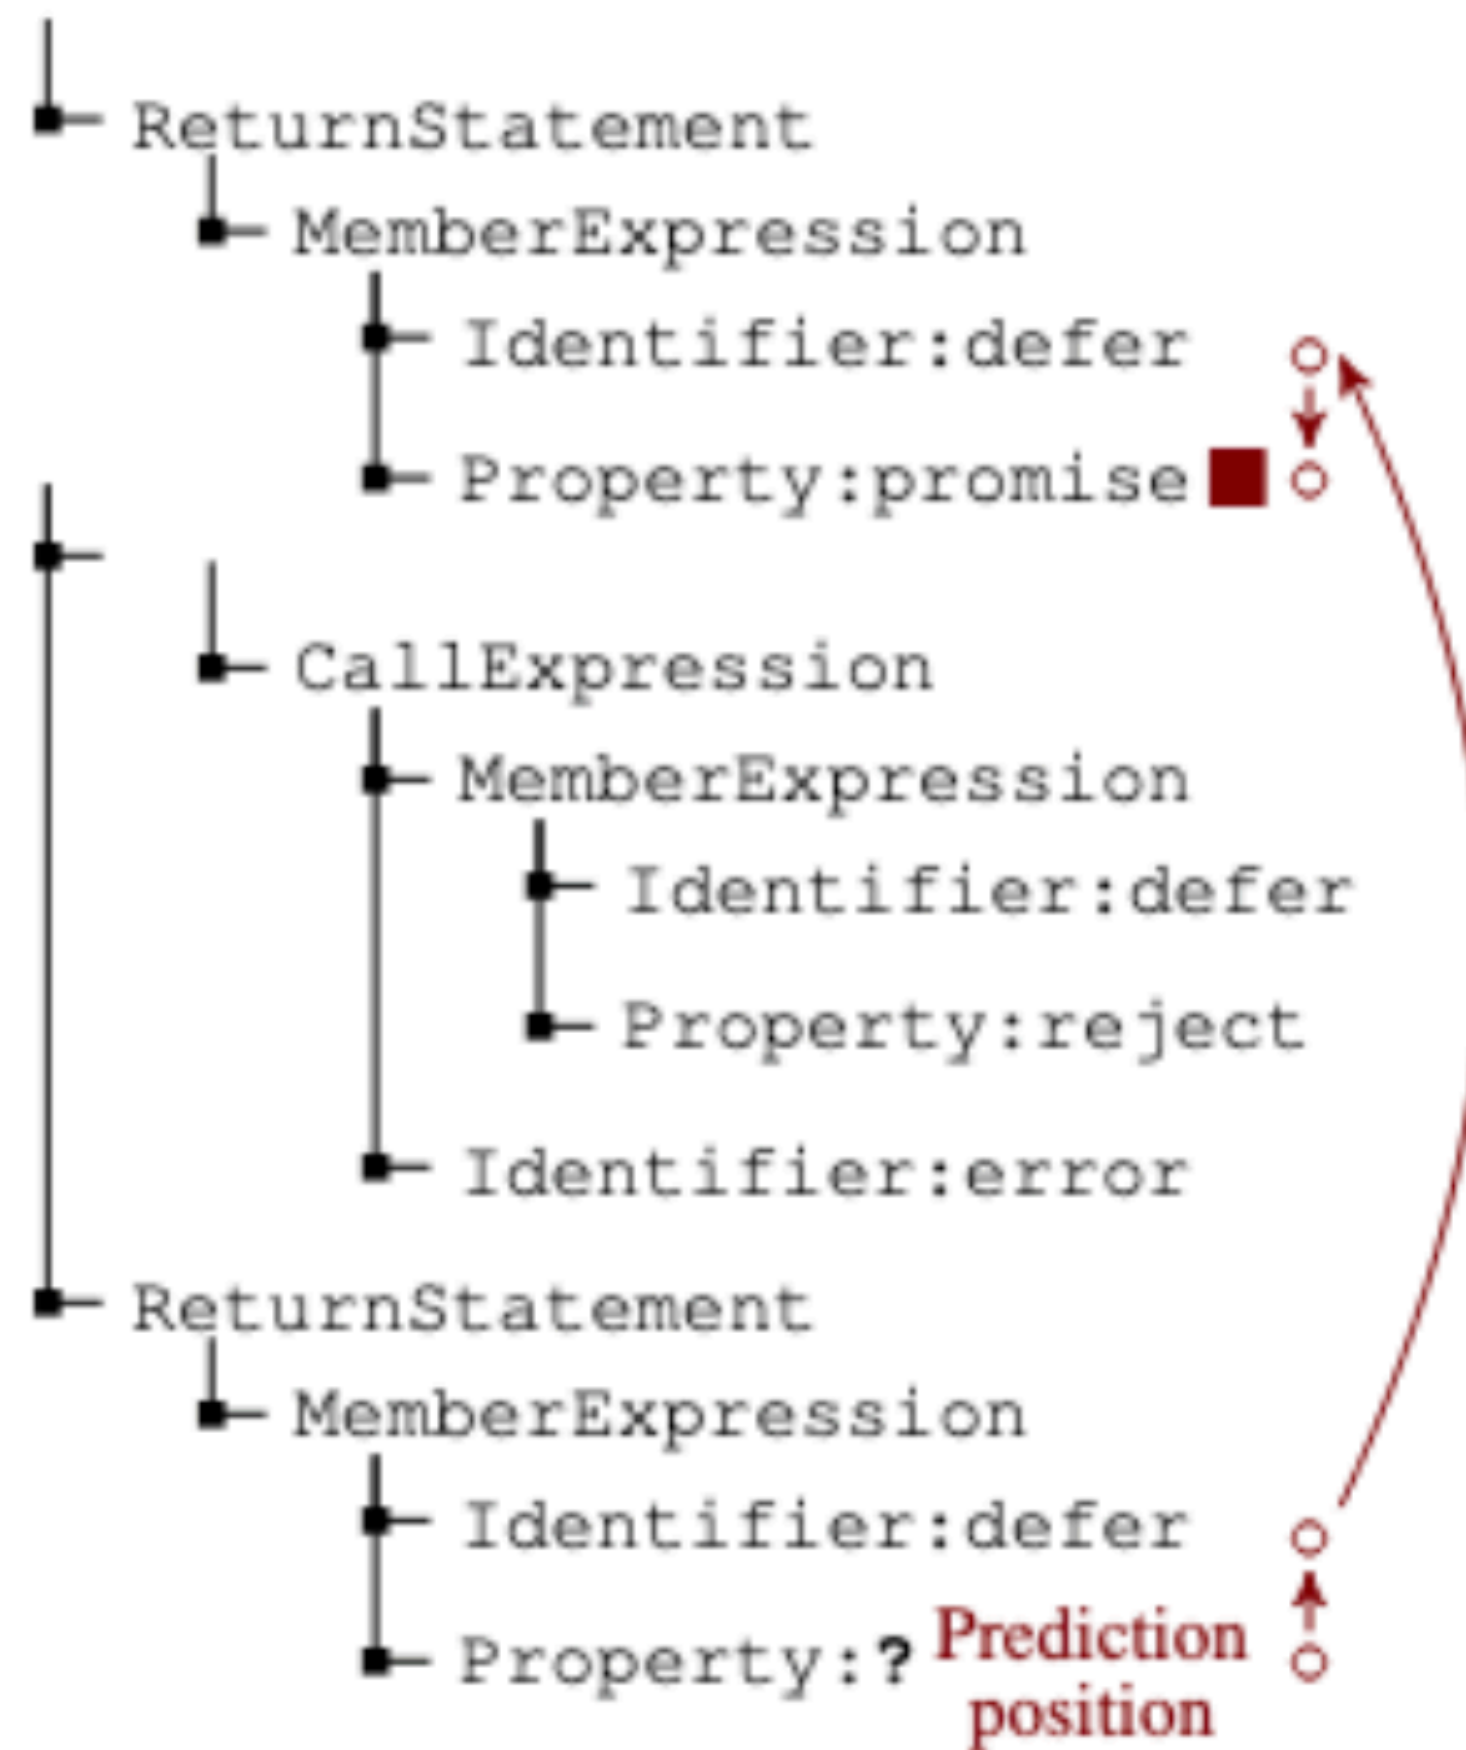 ReturnStatement
MemberExpression
Identifier:defer
Property:promise
CallExpression
MemberExpression
Identifier:defer
Property:reject
Identifier:error
ReturnStatement
MemberExpression
Identifier:defer
Property:? Prediction
position